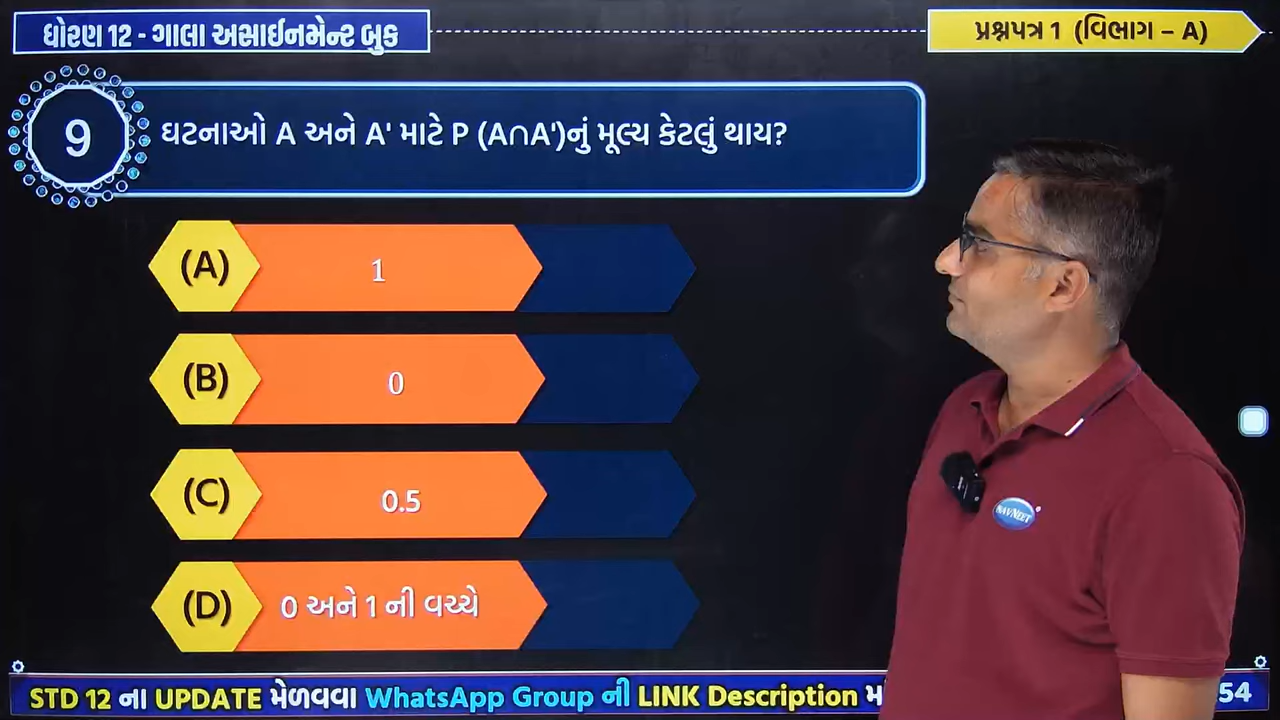 ધોરણ 12 - ગાલા અસાઈનમેન્ટ બુક
પ્રશ્નપત્ર 1 (વિભાગ – A)
9
ઘટનાઓ A અને A' માટે P (A∩A')નું મૂલ્ય કેટલું થાય?
(A) 1
(B) 0
(C) 0.5
(D) 0 અને 1 ની વચ્ચે
NAVNEET
STD 12 ના UPDATE મેળવવા WhatsApp Group ની LINK Description
54